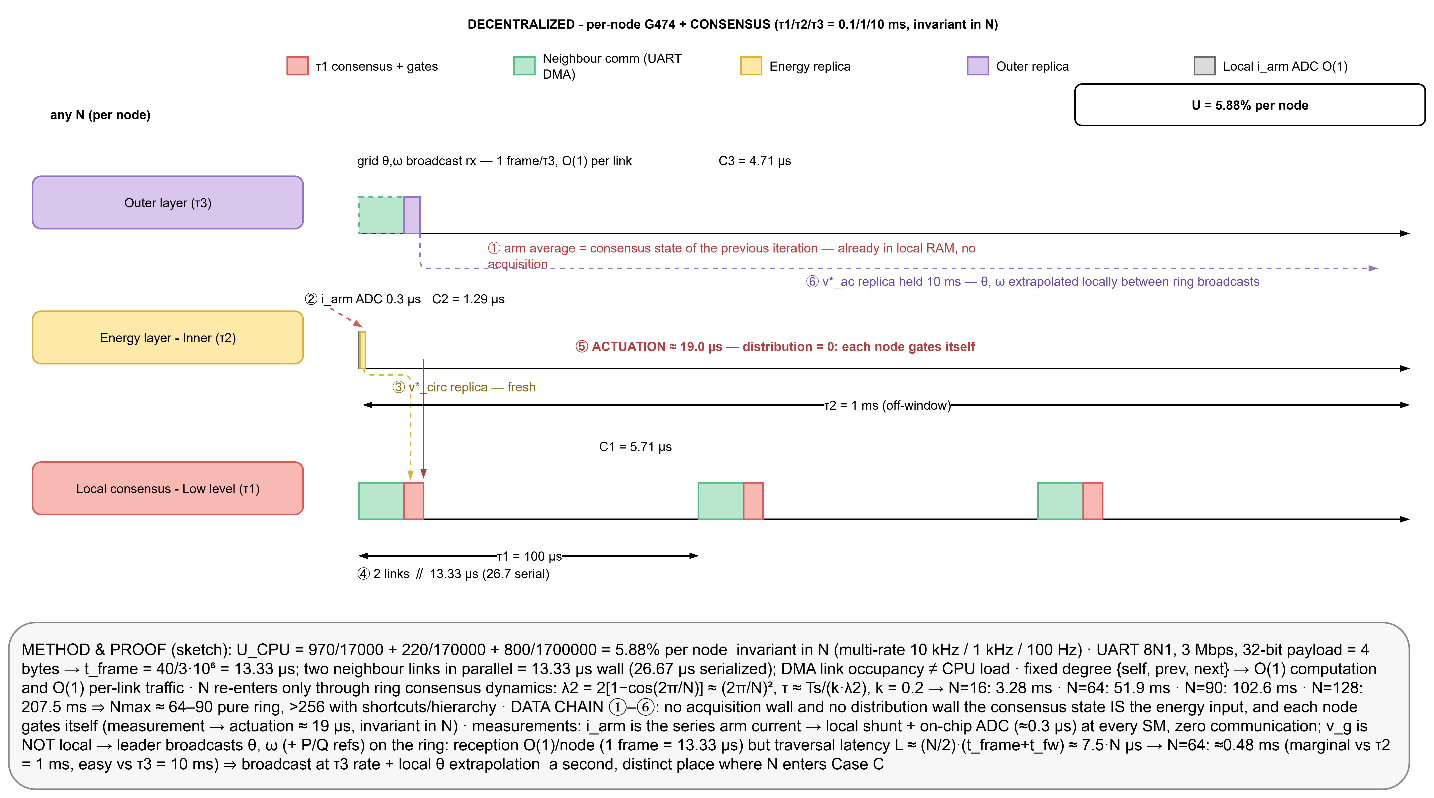 DECENTRALIZED - per-node G474 + CONSENSUS (τ1/τ2/τ3 = 0.1/1/10 ms, invariant in N)
τ1 consensus + gates
Neighbour comm (UART
DMA)
Energy replica
Outer replica
Local i_arm ADC O(1)
any N (per node)
U = 5.88% per node
grid θ,ω broadcast rx — 1 frame/τ3, O(1) per link
C3 = 4.71 µs
Outer layer (τ3)
① arm average = consensus state of the previous iteration — already in local RAM, no
acquisition
⑥ v*_ac replica held 10 ms — θ, ω extrapolated locally between ring broadcasts
② i_arm ADC 0.3 µs
C2 = 1.29 µs
Energy layer - Inner (τ2)
⑤ ACTUATION ≈ 19.0 µs — distribution = 0: each node gates itself
③ v*_circ replica — fresh
τ2 = 1 ms (off-window)
C1 = 5.71 µs
Local consensus - Low level (τ1)
τ1 = 100 µs
④ 2 links // 13.33 µs (26.7 serial)
METHOD & PROOF (sketch): U_CPU = 970/17000 + 220/170000 + 800/1700000 = 5.88% per node  invariant in N (multi-rate 10 kHz / 1 kHz / 100 Hz) · UART 8N1, 3 Mbps, 32-bit payload = 4
bytes → t_frame = 40/3·10⁶ = 13.33 µs; two neighbour links in parallel = 13.33 µs wall (26.67 µs serialized); DMA link occupancy ≠ CPU load · fixed degree {self, prev, next} → O(1) computation
and O(1) per-link traffic · N re-enters only through ring consensus dynamics: λ2 = 2[1−cos(2π/N)] ≈ (2π/N)², τ ≈ Ts/(k·λ2), k = 0.2 → N=16: 3.28 ms · N=64: 51.9 ms · N=90: 102.6 ms · N=128:
207.5 ms ⇒ Nmax ≈ 64–90 pure ring, >256 with shortcuts/hierarchy · DATA CHAIN ①–⑥: no acquisition wall and no distribution wall the consensus state IS the energy input, and each node
gates itself (measurement → actuation ≈ 19 µs, invariant in N) · measurements: i_arm is the series arm current → local shunt + on-chip ADC (≈0.3 µs) at every SM, zero communication; v_g is
NOT local → leader broadcasts θ, ω (+ P/Q refs) on the ring: reception O(1)/node (1 frame = 13.33 µs) but traversal latency L ≈ (N/2)·(t_frame+t_fw) ≈ 7.5·N µs → N=64: ≈0.48 ms (marginal vs τ2
= 1 ms, easy vs τ3 = 10 ms) ⇒ broadcast at τ3 rate + local θ extrapolation  a second, distinct place where N enters Case C